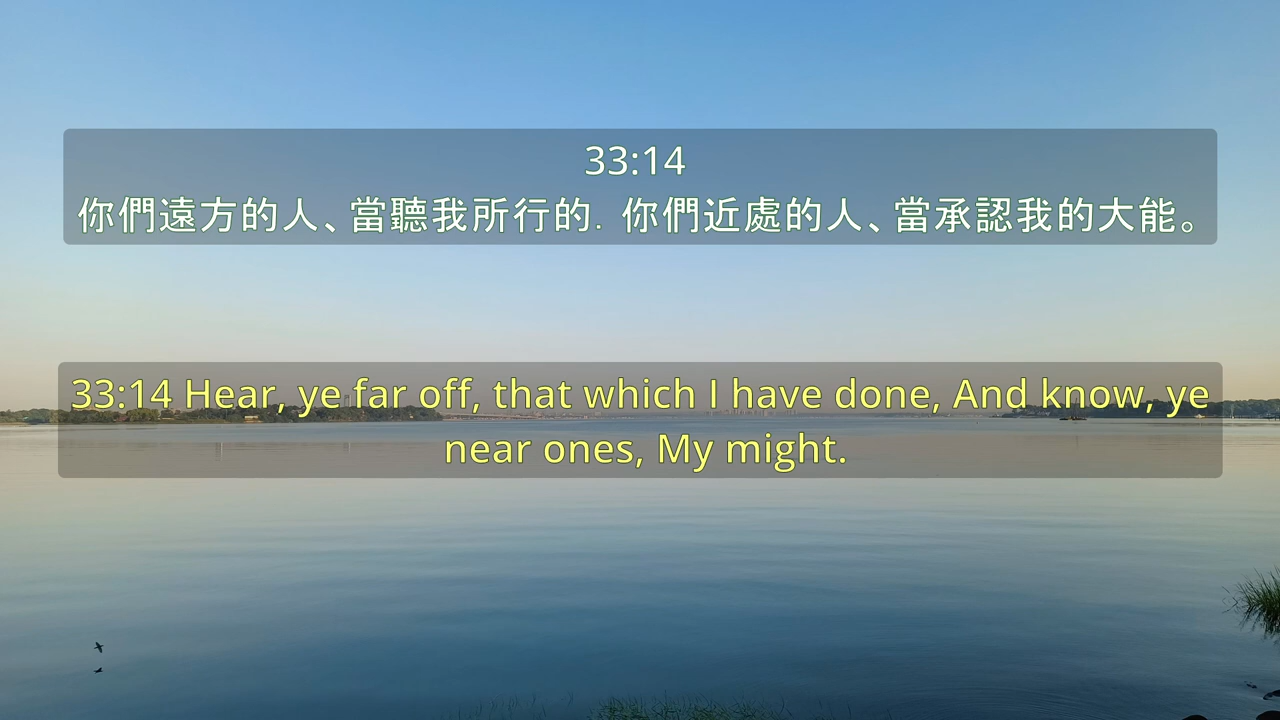 33:14
你們遠方的人、當聽我所行的．你們近處的人、當承認我的大能。
33:14 Hear, ye far off, that which I have done, And know, ye
near ones, My might.